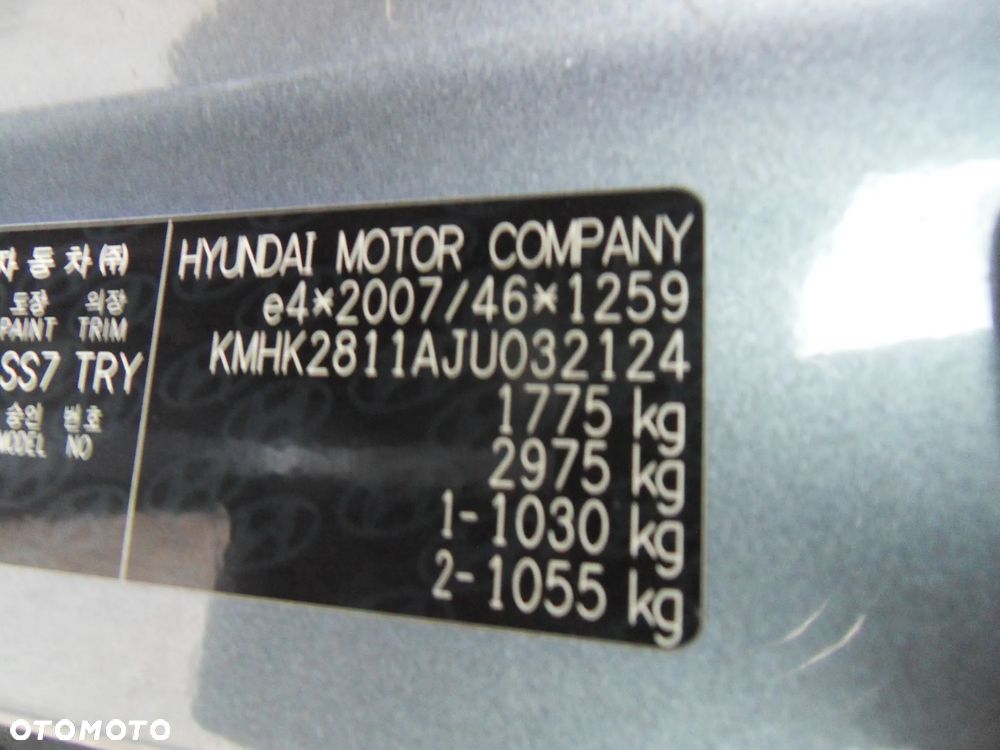 자동차(주)
도장 의장
PAINT TRIM
SS7 TRY
승인 번호
MODEL NO
HYUNDAI MOTOR COMPANY
e4*2007/46*1259
KMHK2811AJU032124
1775 kg
2975 kg
1-1030 kg
2-1055 kg
OTOMOTO